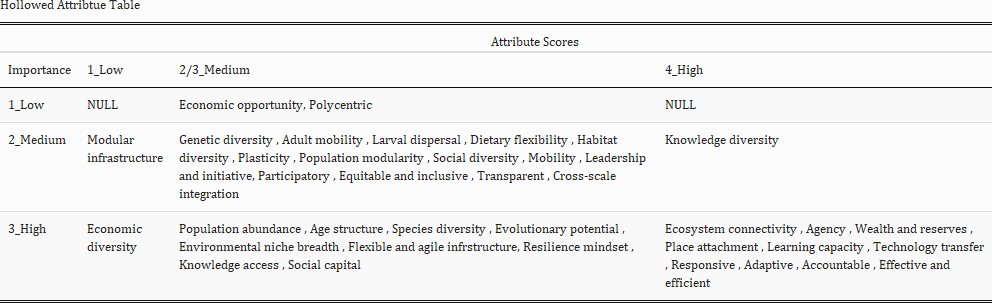 Hollowed Attribtue Table
Attribute Scores
Importance 1_Low 2/3_Medium 4_High
1_Low NULL Economic opportunity, Polycentric NULL
2_Medium Modular Genetic diversity , Adult mobility , Larval dispersal , Dietary flexibility , Habitat Knowledge diversity
infrastructure diversity , Plasticity , Population modularity , Social diversity , Mobility , Leadership
and initiative, Participatory , Equitable and inclusive , Transparent , Cross-scale
integration
3_High Economic Population abundance , Age structure , Species diversity , Evolutionary potential , Ecosystem connectivity , Agency , Wealth and reserves ,
diversity Environmental niche breadth , Flexible and agile infrstructure, Resilience mindset , Place attachment , Learning capacity , Technology transfer
Knowledge access , Social capital , Responsive , Adaptive , Accountable , Effective and
efficient